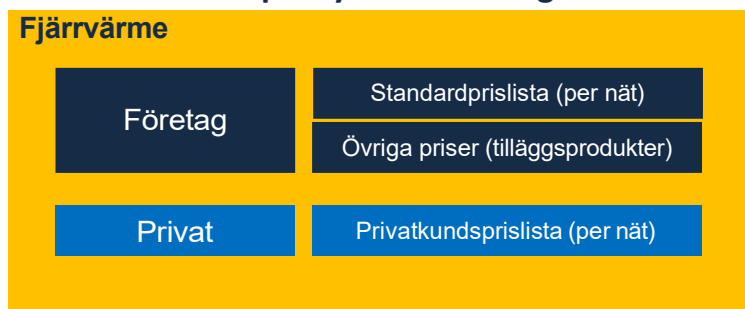 Fjärrvärme
Företag
Standardprislista (per nät)
Övriga priser (tilläggsprodukter)
Privat
Privatkundsprislista (per nät)